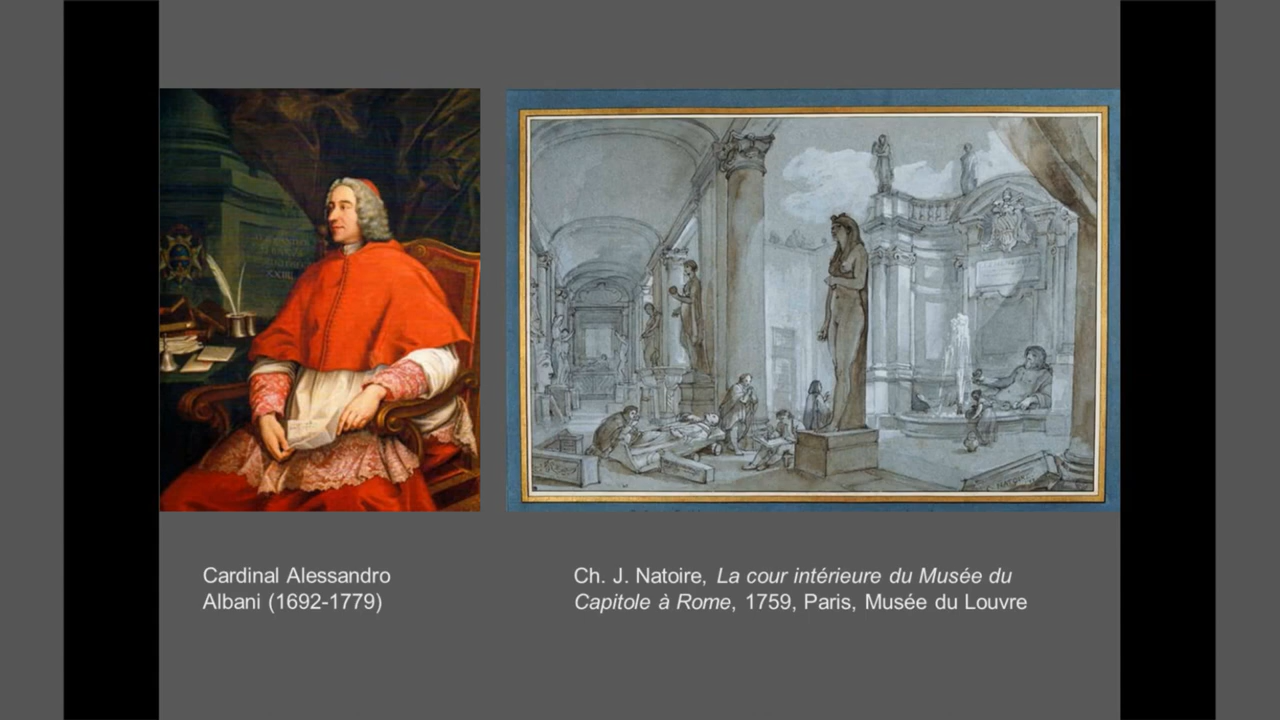 Cardinal Alessandro
Albani (1692-1779)
Ch. J. Natoire, La cour intérieure du Musée du
Capitole à Rome, 1759, Paris, Musée du Louvre